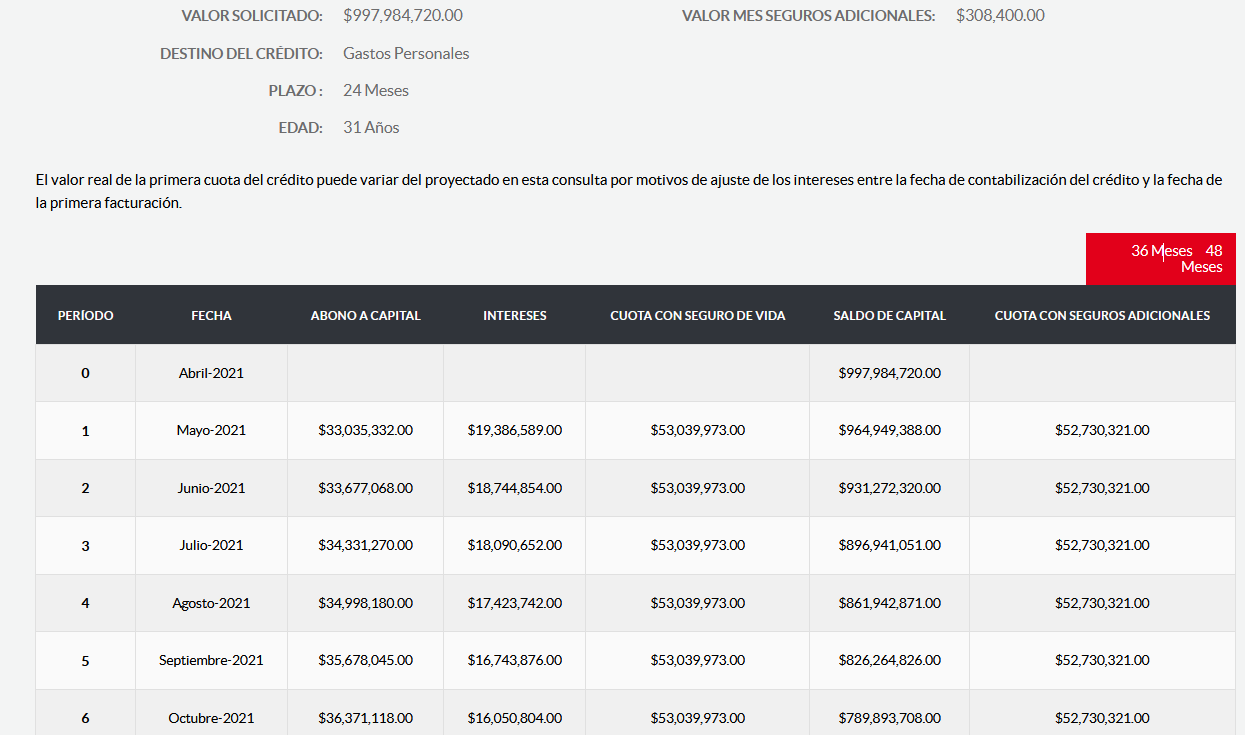 VALOR SOLICITADO: $997,984,720.00 VALOR MES SEGUROS ADICIONALES: $308,400.00
DESTINO DEL CRÉDITO: Gastos Personales
PLAZO : 24 Meses
EDAD: 31 Años
El valor real de la primera cuota del crédito puede variar del proyectado en esta consulta por motivos de ajuste de los intereses entre la fecha de contabilización del crédito y la fecha de
la primera facturación.
36 Meses 48
Meses
PERÍODO FECHA ABONO A CAPITAL INTERESES CUOTA CON SEGURO DE VIDA SALDO DE CAPITAL CUOTA CON SEGUROS ADICIONALES
0 Abril-2021 $997,984,720.00
1 Mayo-2021 $33,035,332.00 $19,386,589.00 $53,039,973.00 $964,949,388.00 $52,730,321.00
2 Junio-2021 $33,677,068.00 $18,744,854.00 $53,039,973.00 $931,272,320.00 $52,730,321.00
3 Julio-2021 $34,331,270.00 $18,090,652.00 $53,039,973.00 $896,941,051.00 $52,730,321.00
4 Agosto-2021 $34,998,180.00 $17,423,742.00 $53,039,973.00 $861,942,871.00 $52,730,321.00
5 Septiembre-2021 $35,678,045.00 $16,743,876.00 $53,039,973.00 $826,264,826.00 $52,730,321.00
6 Octubre-2021 $36,371,118.00 $16,050,804.00 $53,039,973.00 $789,893,708.00 $52,730,321.00